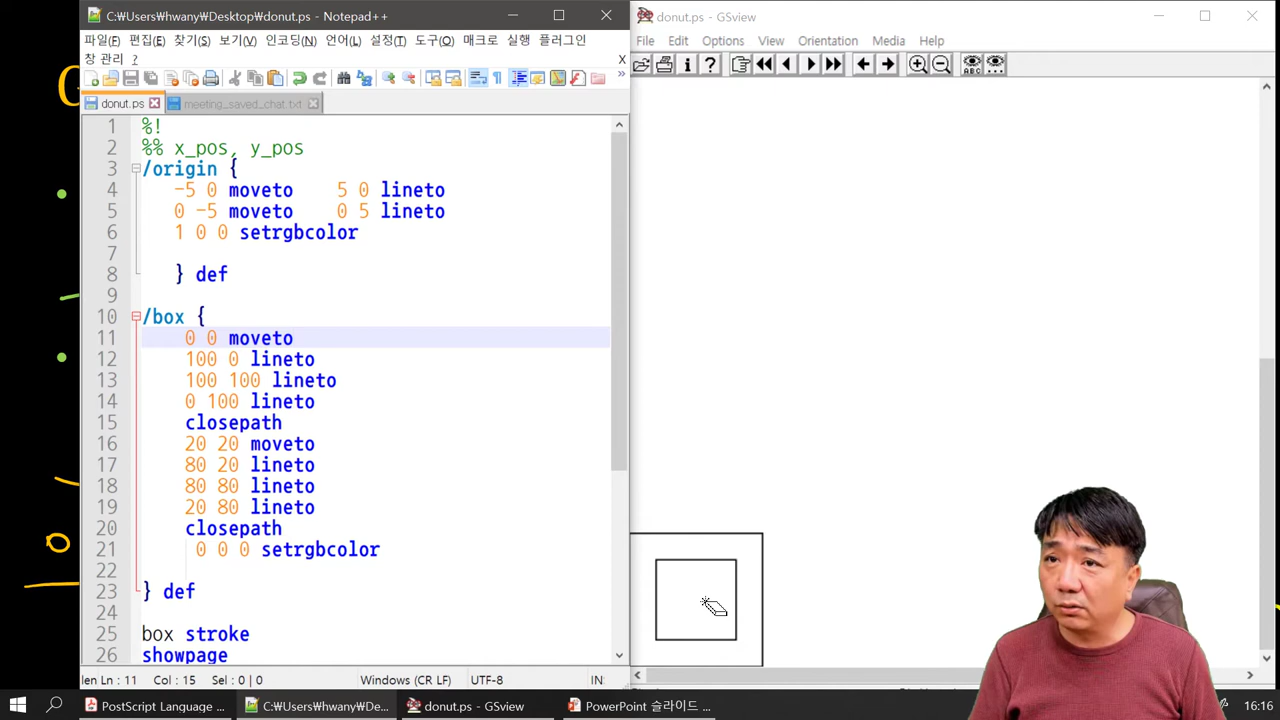 C:₩Users₩hwany₩Desktop₩donut.ps - Notepad++
파일(F) 편집(E) 찾기(S) 보기(V) 인코딩(N) 언어(L) 설정(T) 도구(O) 매크로 실행 플러그인
창 관리 ? X
donut.ps meeting_saved_chat.txt
1 %!
2 %% x_pos, y_pos
3 /origin {
4 -5 0 moveto 5 0 lineto
5 0 -5 moveto 0 5 lineto
6 1 0 0 setrgbcolor
7
8 } def
9
10 /box {
11 0 0 moveto
12 100 0 lineto
13 100 100 lineto
14 0 100 lineto
15 closepath
16 20 20 moveto
17 80 20 lineto
18 80 80 lineto
19 20 80 lineto
20 closepath
21 0 0 0 setrgbcolor
22
23 } def
24
25 box stroke
26 showpage
len Ln : 11 Col : 15 Sel : 0 | 0 Windows (CR LF) UTF-8 IN
donut.ps - GSview
File Edit Options View Orientation Media Help
PostScript Language ... C:₩Users₩hwany₩De... donut.ps - GSview PowerPoint 슬라이드 ... 16:16